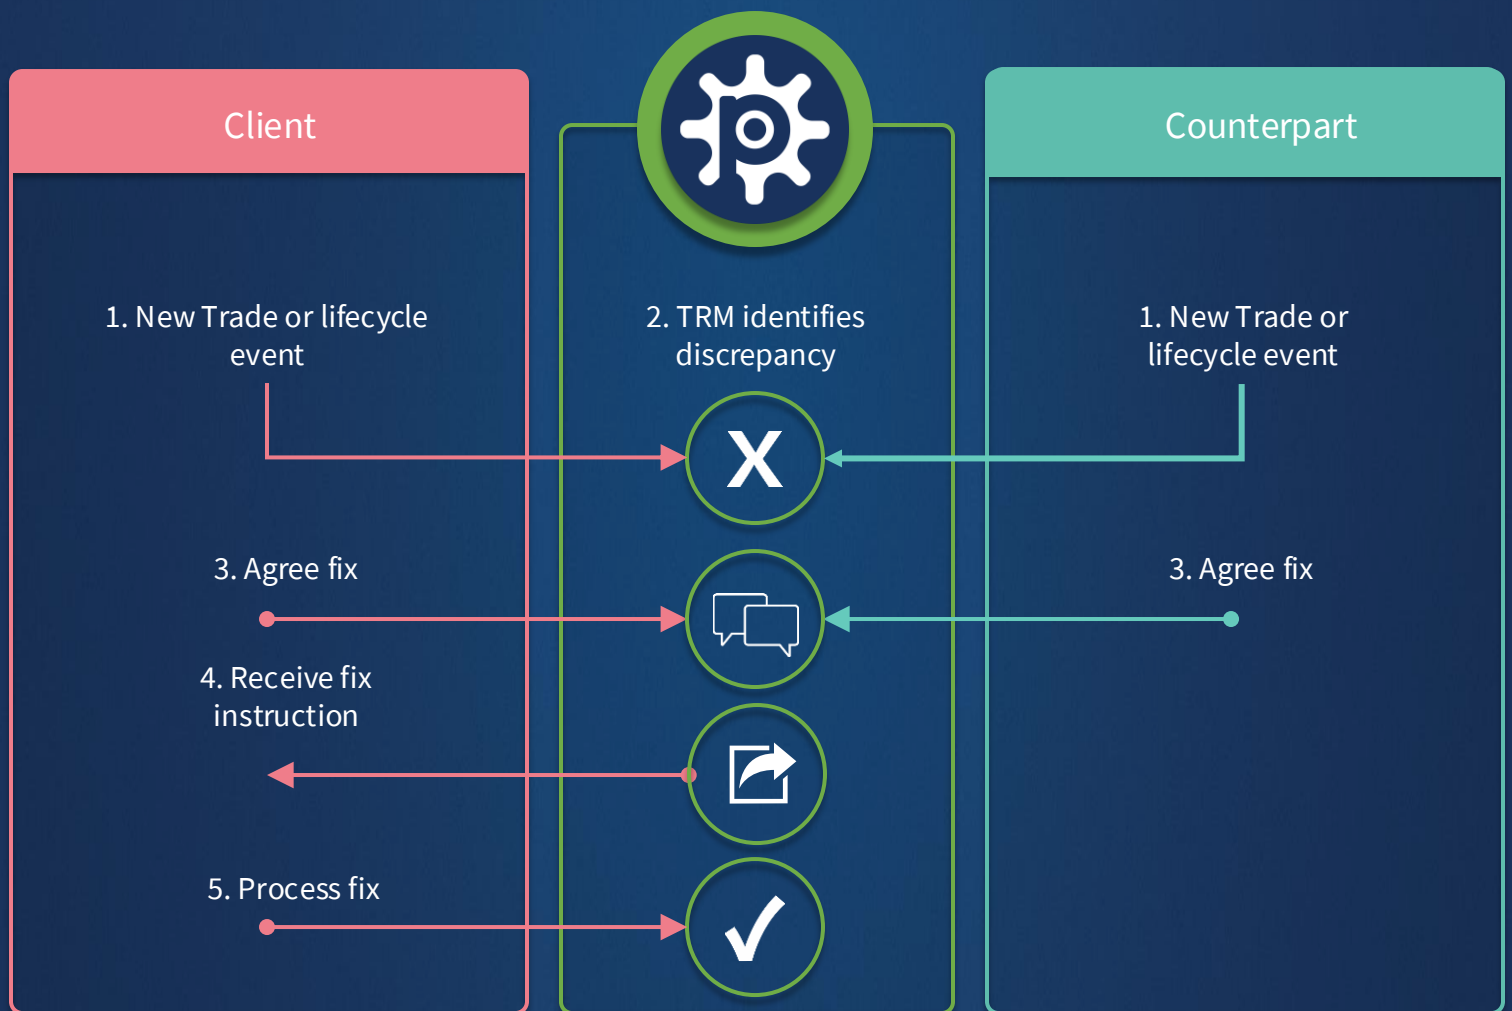 Client
Counterpart
1. New Trade or lifecycle
event
2. TRM identifies
discrepancy
1. New Trade or
lifecycle event
X
3. Agree fix
3. Agree fix
4. Receive fix
instruction
5. Process fix